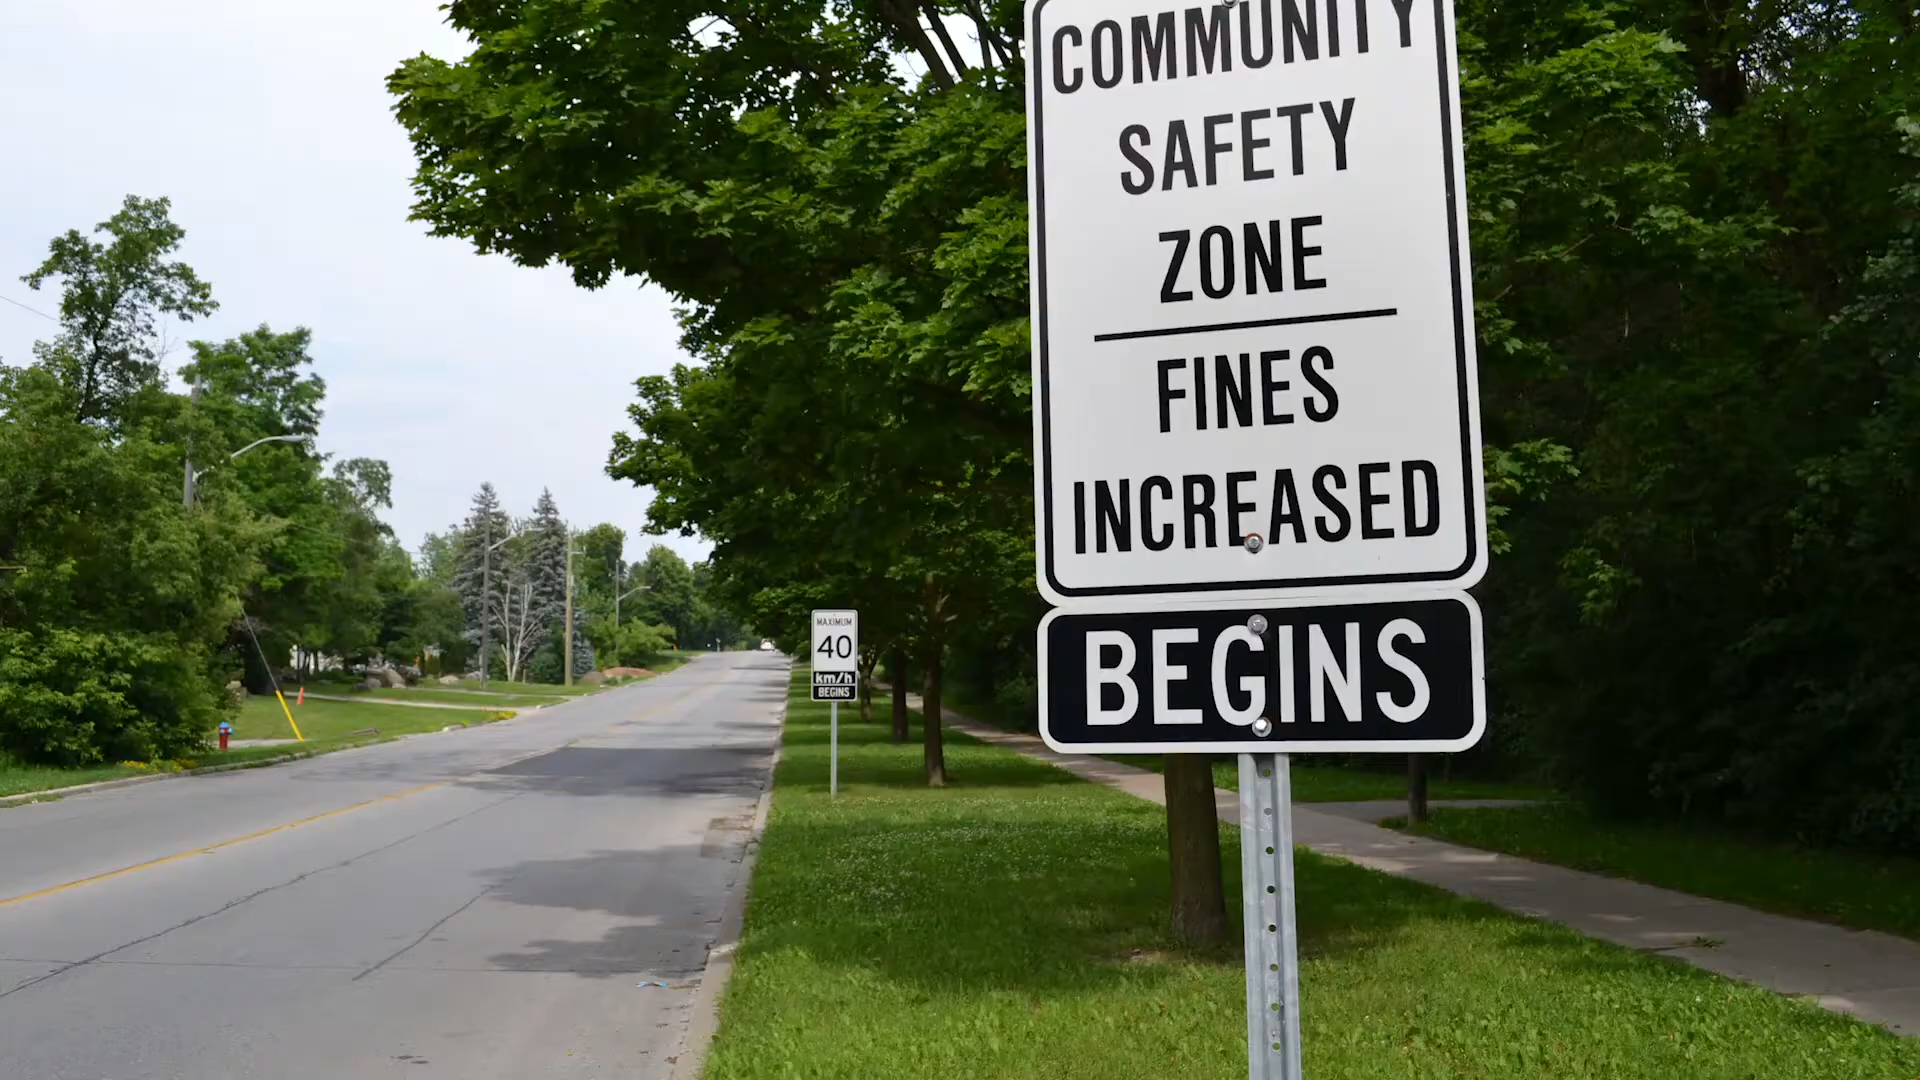 COMMUNITY
SAFETY
ZONE
FINES
INCREASED
BEGINS
MAXIMUM
40
km/h
BEGINS